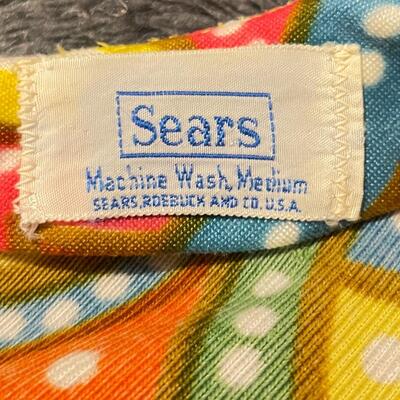 Sears
Machine Wash, Medium
SEARS, ROEBUCK AND CO. U.S.A.